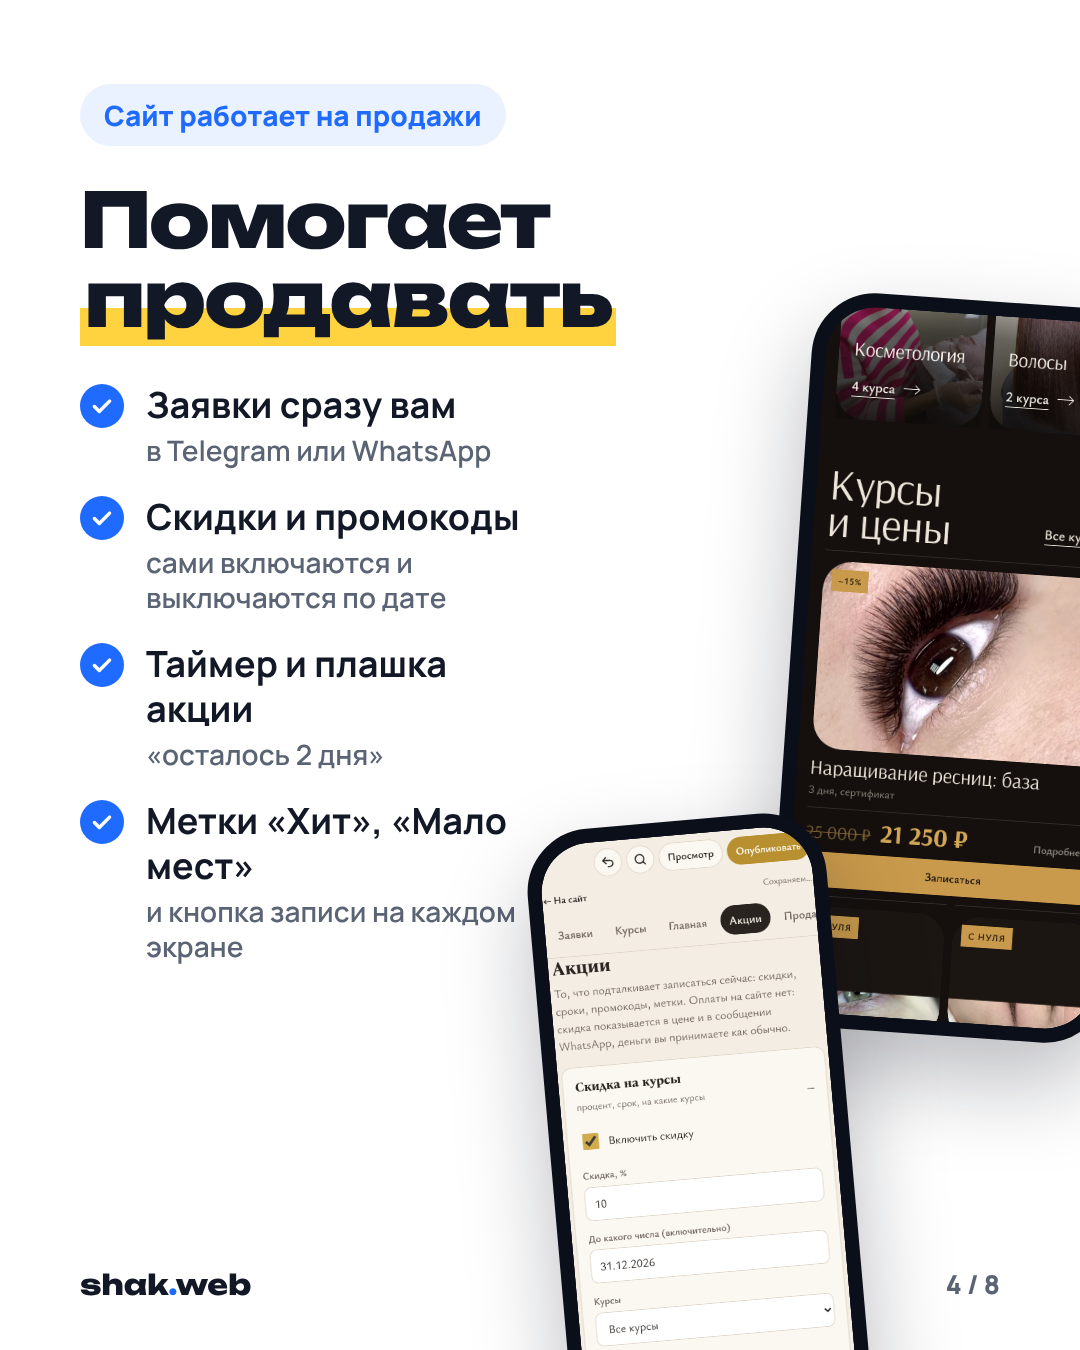 Сайт работает на продажи
Помогает
продавать
Заявки сразу вам
в Telegram или WhatsApp
Скидки и промокоды
сами включаются и
выключаются по дате
Таймер и плашка
акции
«осталось 2 дня»
Метки «Хит», «Мало
мест»
и кнопка записи на каждом
экране
Косметология
4 курса →
Волосы
2 курса →
Курсы
и цены
Все
−15%
Наращивание ресниц: база
3 дня, сертификат
25 000 ₽ 21 250 ₽
Записаться
С НУЛЯ
Просмотр
Опубликовать
Сохраняем...
← На сайт
Заявки
Курсы
Главная
Акции
Акции
То, что подталкивает записаться сейчас: скидки,
сроки, промокоды, метки. Оплаты на сайте нет:
скидка показывается в цене и в сообщении
WhatsApp, деньги вы принимаете как обычно.
Скидка на курсы
процент, срок, на какие курсы
−
Включить скидку
Скидка, %
10
До какого числа (включительно)
31.12.2026
Курсы
Все курсы
shak.web
4 / 8